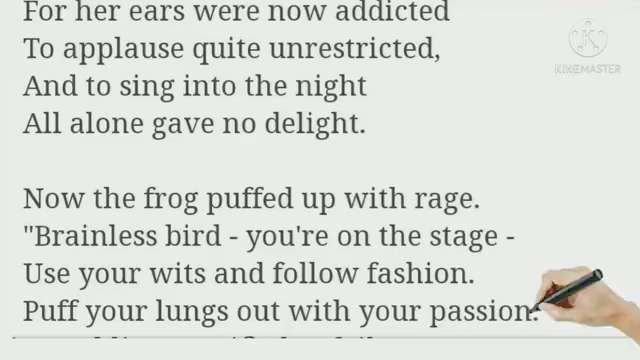 For her ears were now addicted
To applause quite unrestricted,
And to sing into the night
All alone gave no delight.
Now the frog puffed up with rage.
"Brainless bird - you're on the stage -
Use your wits and follow fashion.
Puff your lungs out with your passion."
K
KINEMASTER